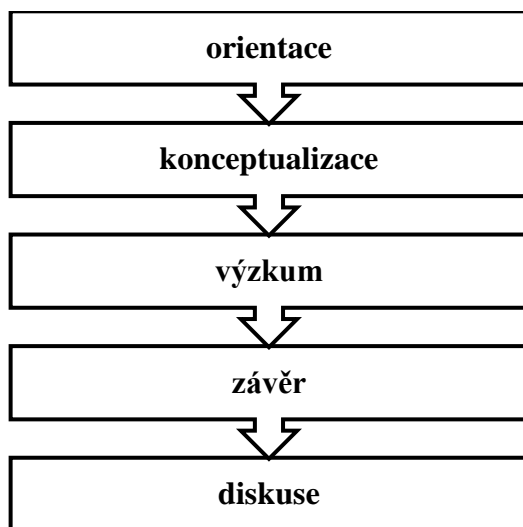 orientace
konceptualizace
výzkum
závěr
diskuse